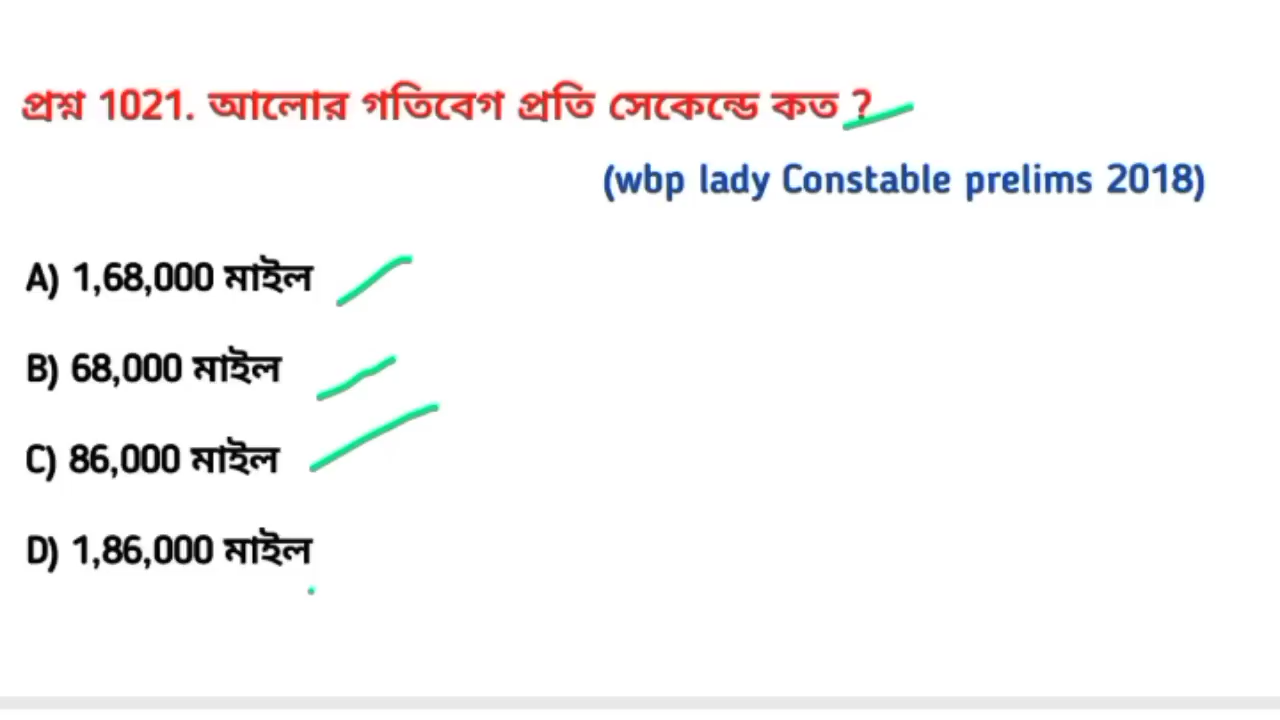 প্রশ্ন 1021. আলোর গতিবেগ প্রতি সেকেন্ডে কত ?
(wbp lady Constable prelims 2018)
A) 1,68,000 মাইল
B) 68,000 মাইল
C) 86,000 মাইল
D) 1,86,000 মাইল